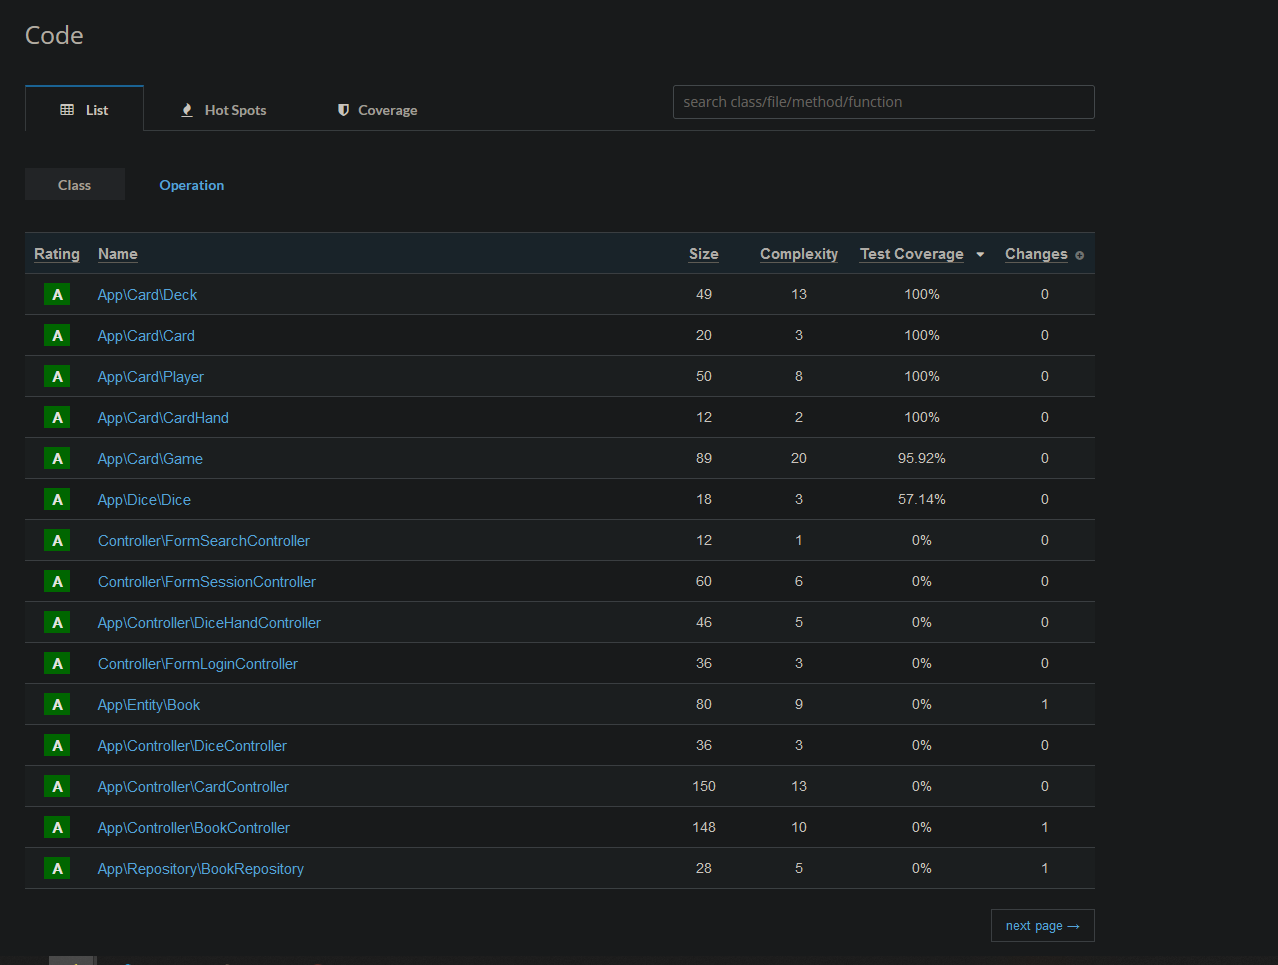 Code
List Hot Spots Coverage search class/file/method/function
Class Operation
Rating Name Size Complexity Test Coverage Changes
A App\Card\Deck 49 13 100% 0
A App\Card\Card 20 3 100% 0
A App\Card\Player 50 8 100% 0
A App\Card\CardHand 12 2 100% 0
A App\Card\Game 89 20 95.92% 0
A App\Dice\Dice 18 3 57.14% 0
A Controller\FormSearchController 12 1 0% 0
A Controller\FormSessionController 60 6 0% 0
A App\Controller\DiceHandController 46 5 0% 0
A Controller\FormLoginController 36 3 0% 0
A App\Entity\Book 80 9 0% 1
A App\Controller\DiceController 36 3 0% 0
A App\Controller\CardController 150 13 0% 0
A App\Controller\BookController 148 10 0% 1
A App\Repository\BookRepository 28 5 0% 1
next page →